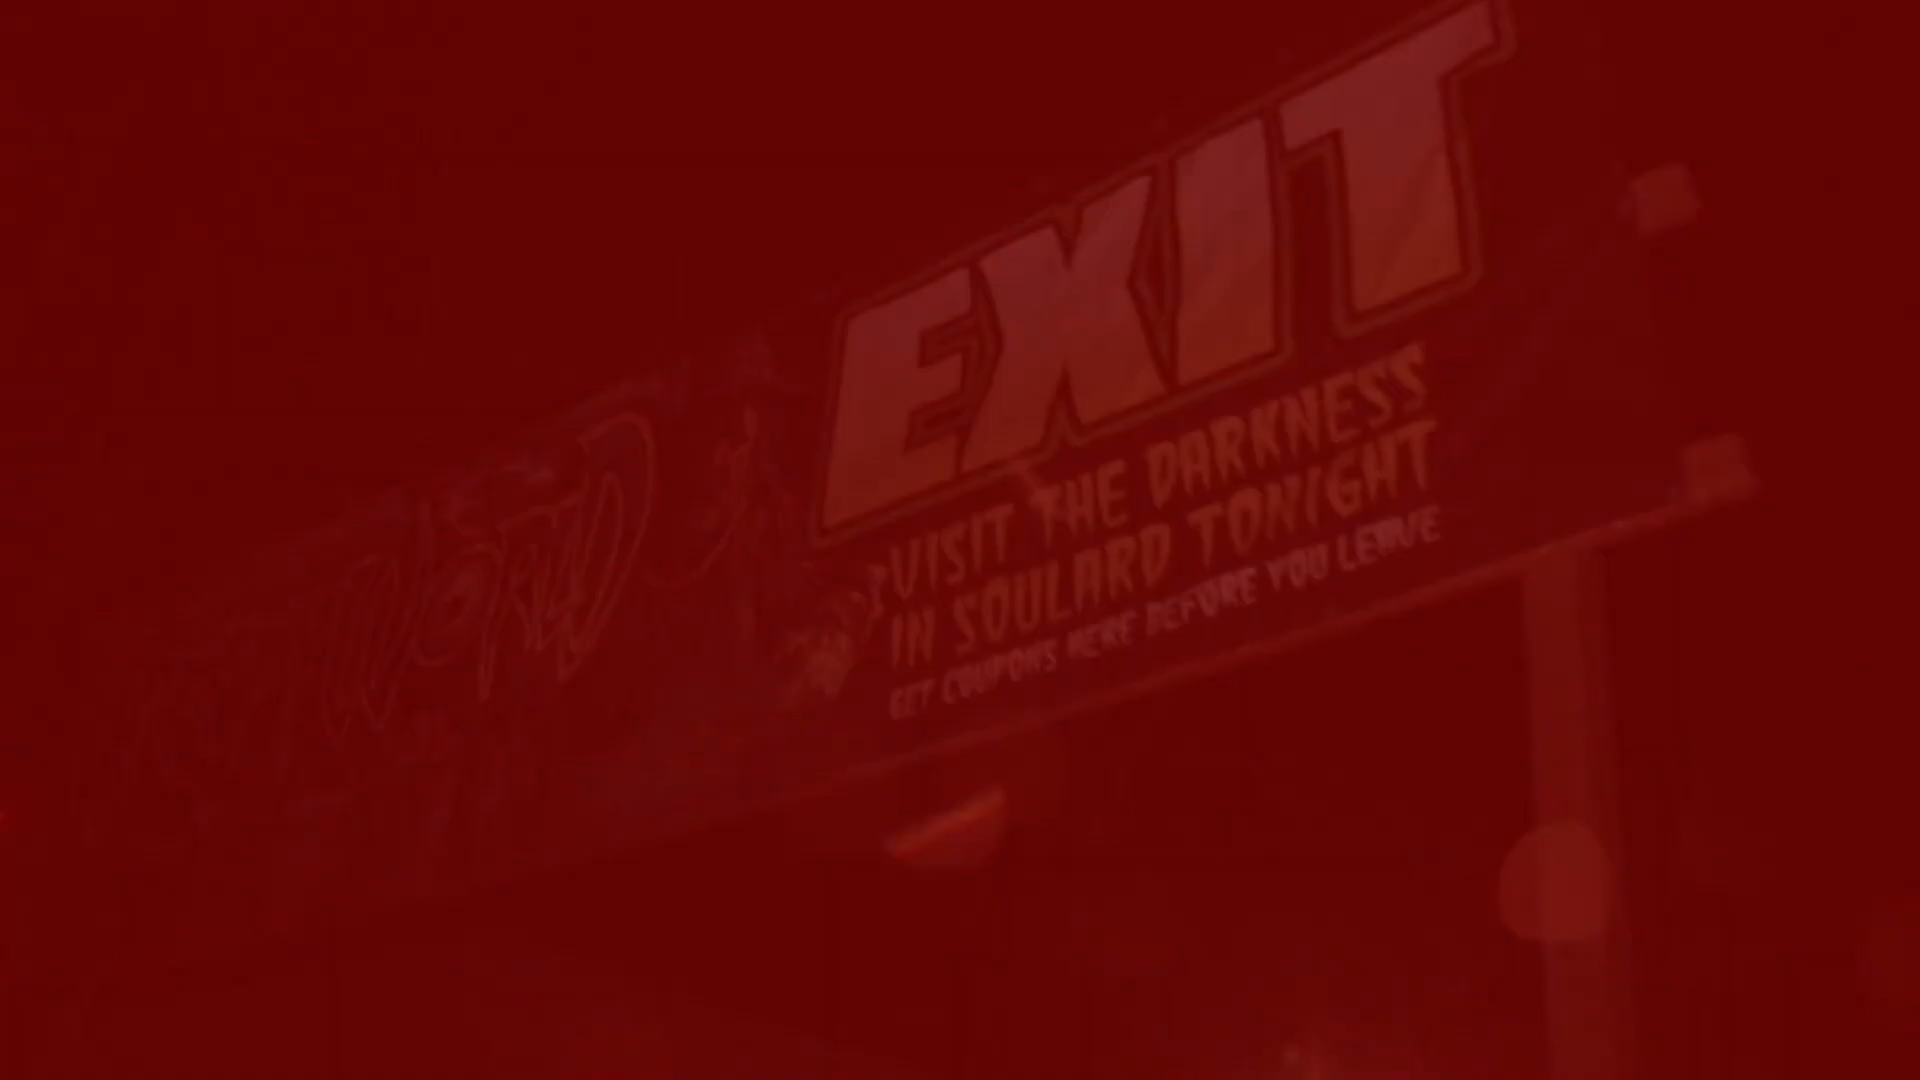 EXIT
VISIT THE DARKNESS
IN SOULARD TONIGHT
GET COUPONS HERE BEFORE YOU LEAVE